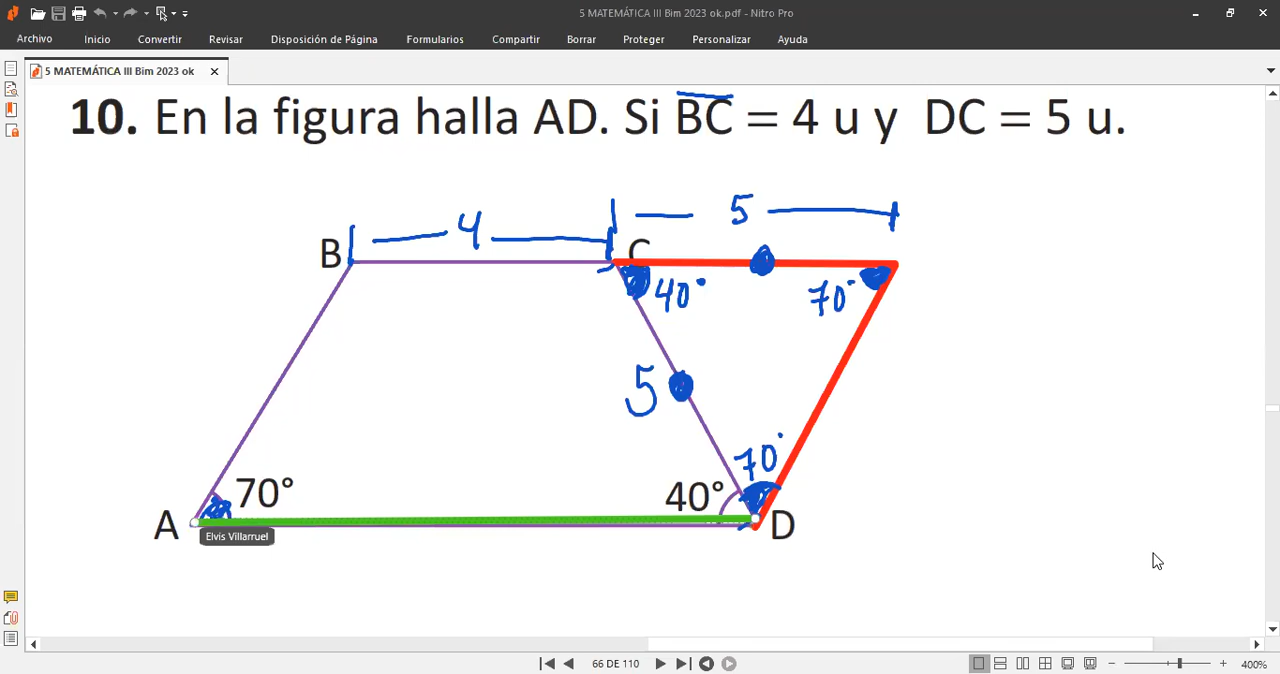 5 MATEMÁTICA III Bim 2023 ok.pdf - Nitro Pro
Archivo Inicio Convertir Revisar Disposición de Página Formularios Compartir Borrar Proteger Personalizar Ayuda
5 MATEMÁTICA III Bim 2023 ok
10. En la figura halla AD. Si BC = 4 u y DC = 5 u.
4 5
B C
40° 70°
5
70°
70° 40°
A D
Elvis Villarruel
66 DE 110
400%